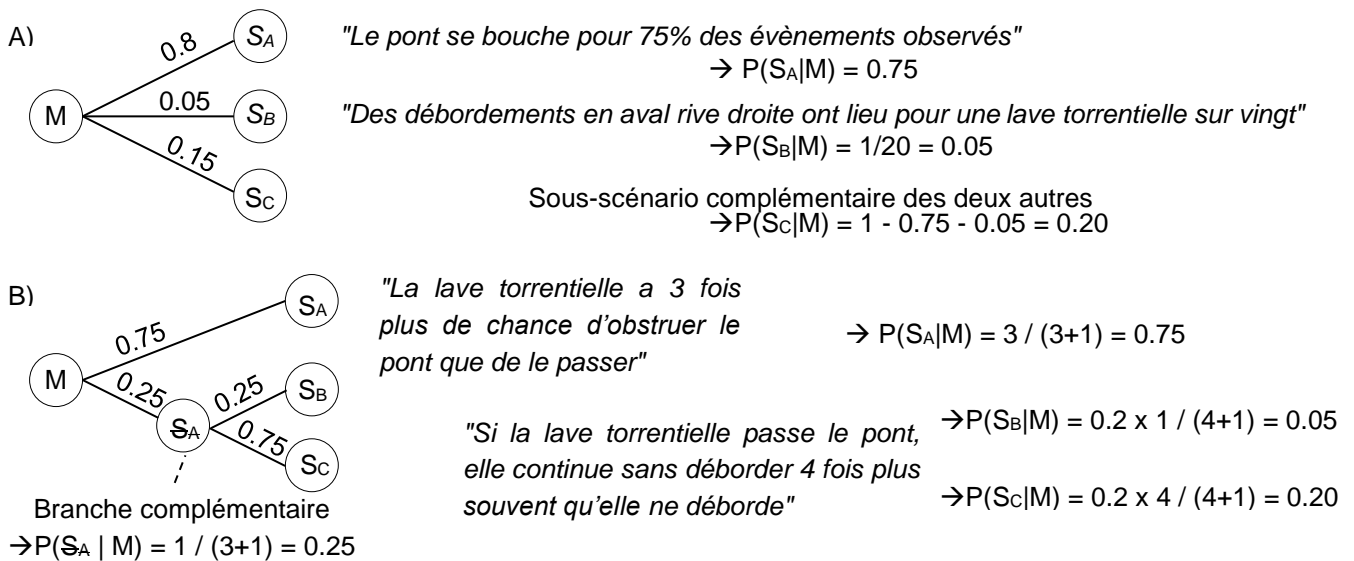 A)
M
0.8
0.05
0.15
SA
SB
SC
"Le pont se bouche pour 75% des évènements observés"
→ P(SA|M) = 0.75
"Des débordements en aval rive droite ont lieu pour une lave torrentielle sur vingt"
→P(SB|M) = 1/20 = 0.05
Sous-scénario complémentaire des deux autres
→P(SC|M) = 1 - 0.75 - 0.05 = 0.20
B)
M
0.75
0.25
SA
SA
0.25
0.75
SB
SC
Branche complémentaire
→P(SA | M) = 1 / (3+1) = 0.25
"La lave torrentielle a 3 fois
plus de chance d'obstruer le
pont que de le passer"
→ P(SA|M) = 3 / (3+1) = 0.75
"Si la lave torrentielle passe le pont,
elle continue sans déborder 4 fois plus
souvent qu'elle ne déborde"
→P(SB|M) = 0.2 x 1 / (4+1) = 0.05
→P(SC|M) = 0.2 x 4 / (4+1) = 0.20